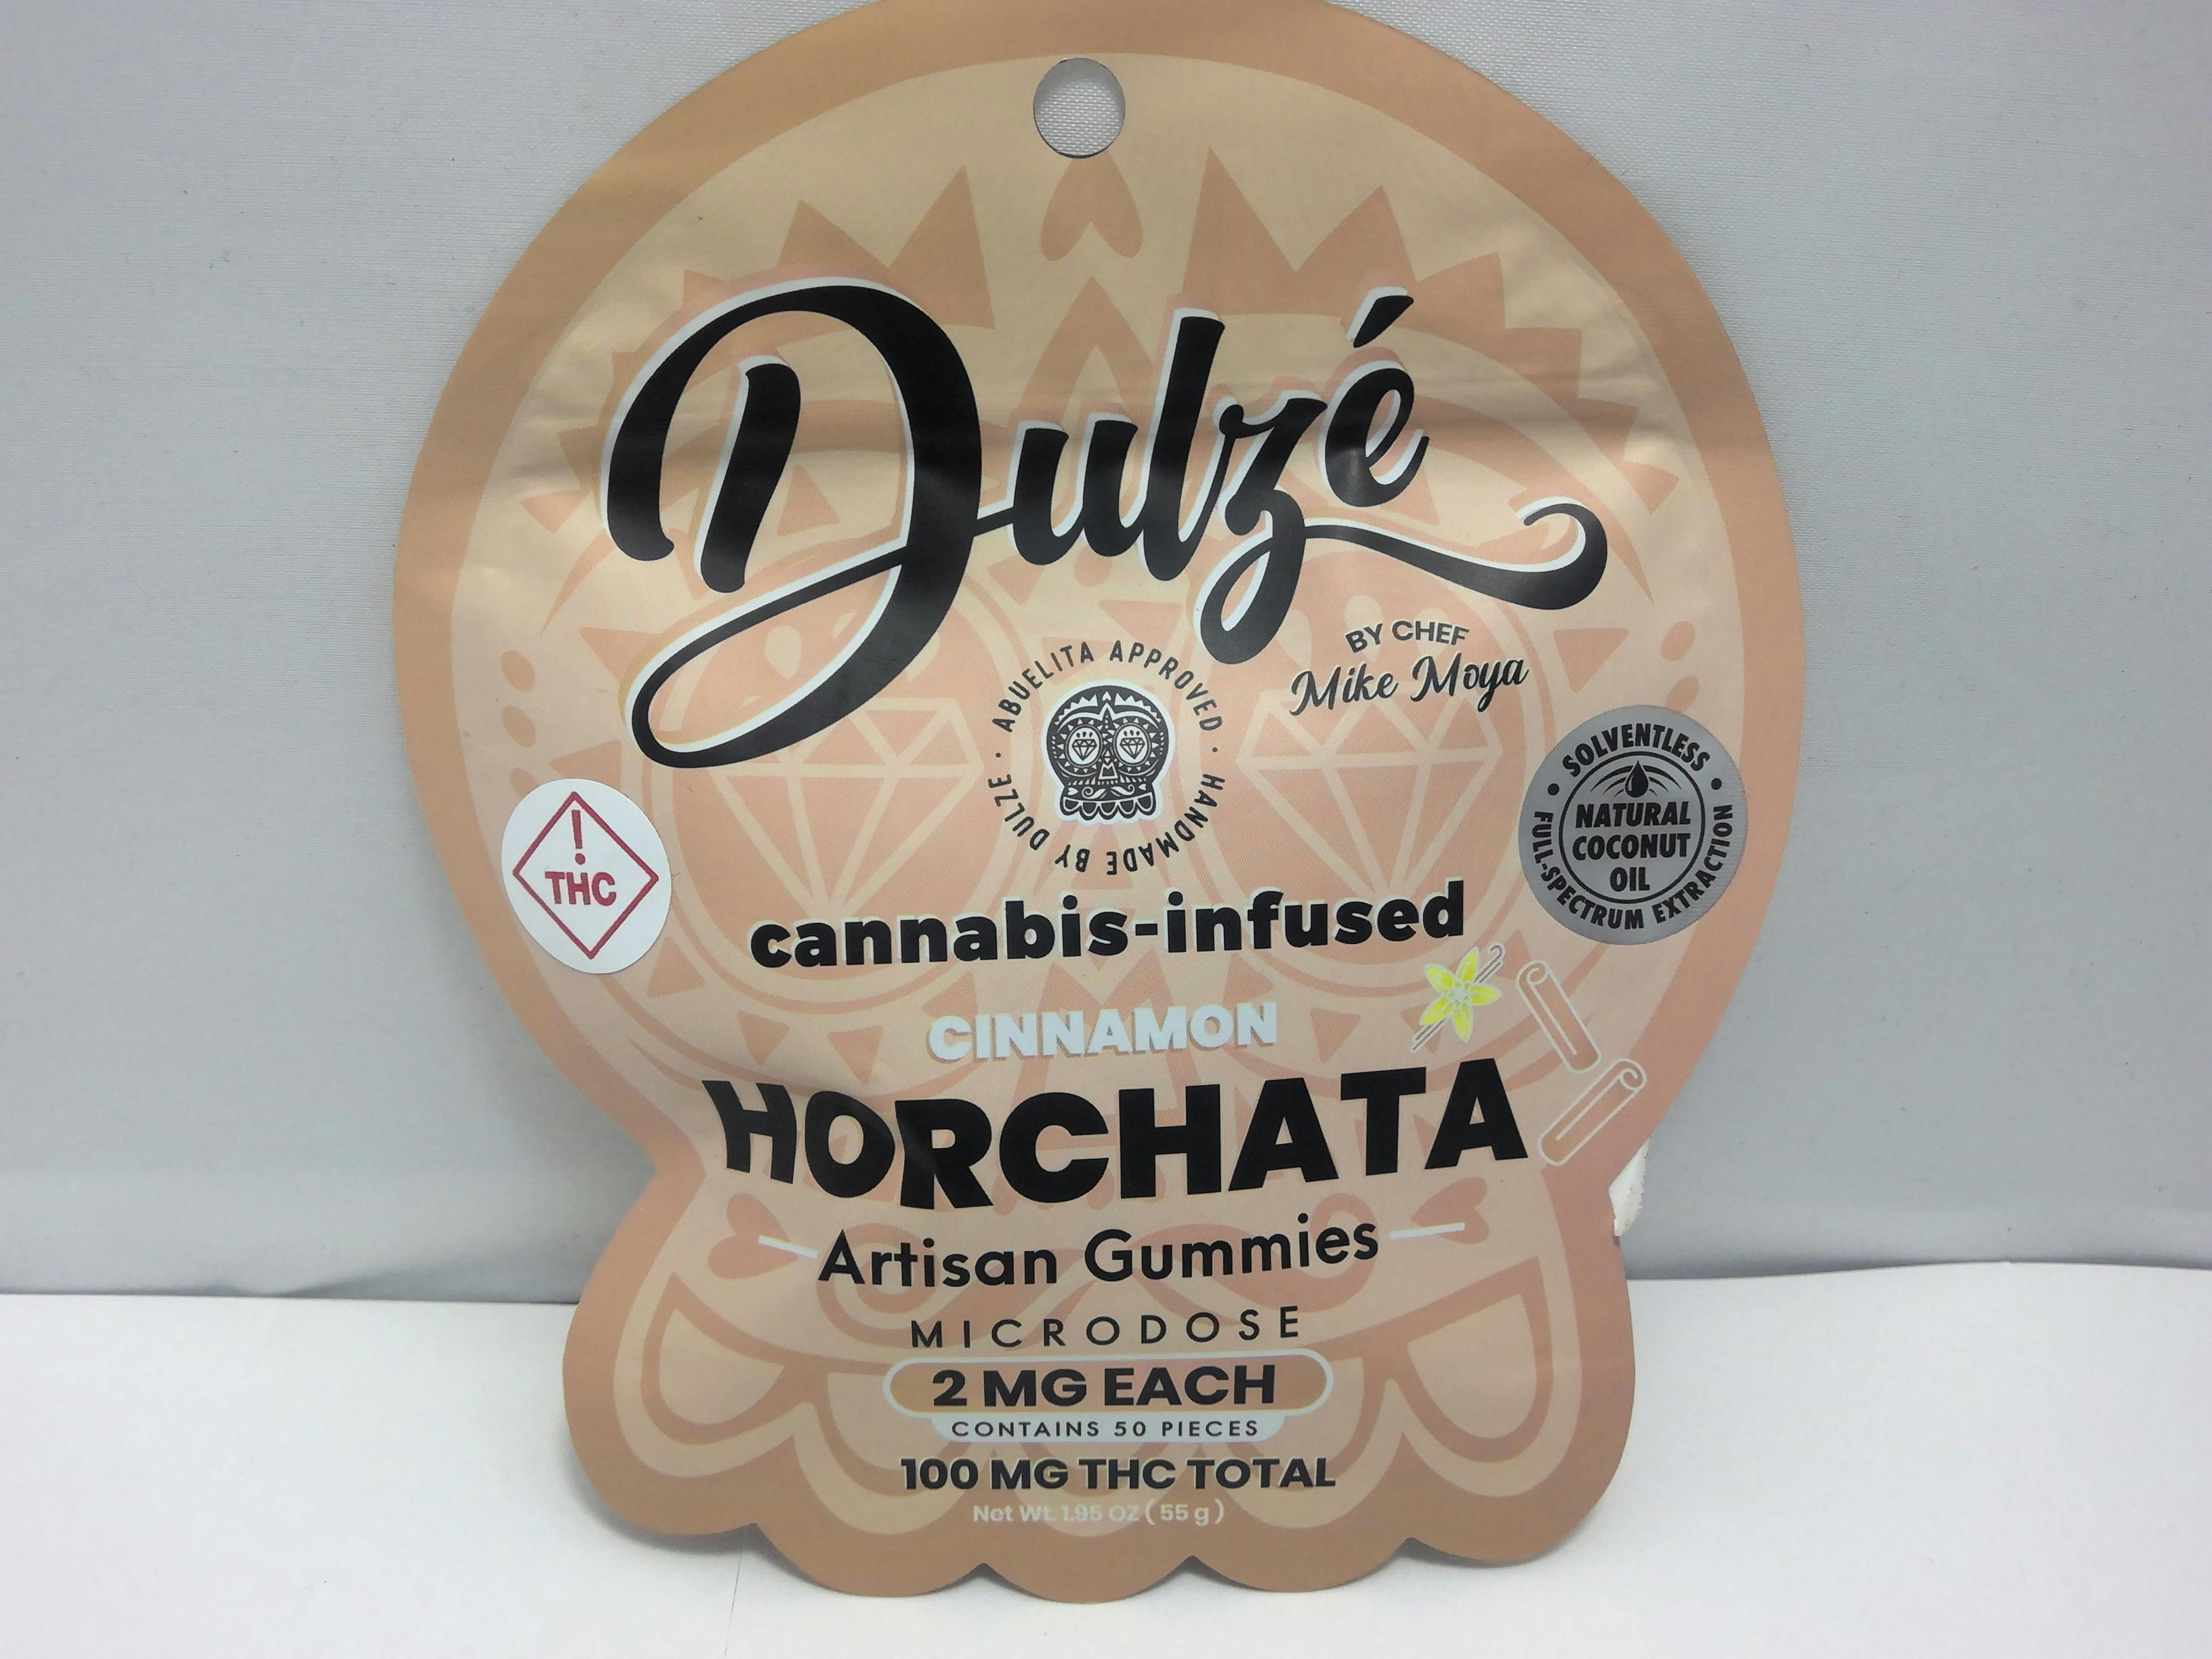 Dulzé
BY CHEF
Mike Moya
ABUELITA APPROVED · HANDMADE BY DULZE ·
• SOLVENTLESS •
FULL-SPECTRUM EXTRACTION
NATURAL
COCONUT
OIL
!
THC
cannabis-infused
CINNAMON
HORCHATA
Artisan Gummies
MICRODOSE
2 MG EACH
CONTAINS 50 PIECES
100 MG THC TOTAL
Net Wt. 1.95 OZ (55 g)